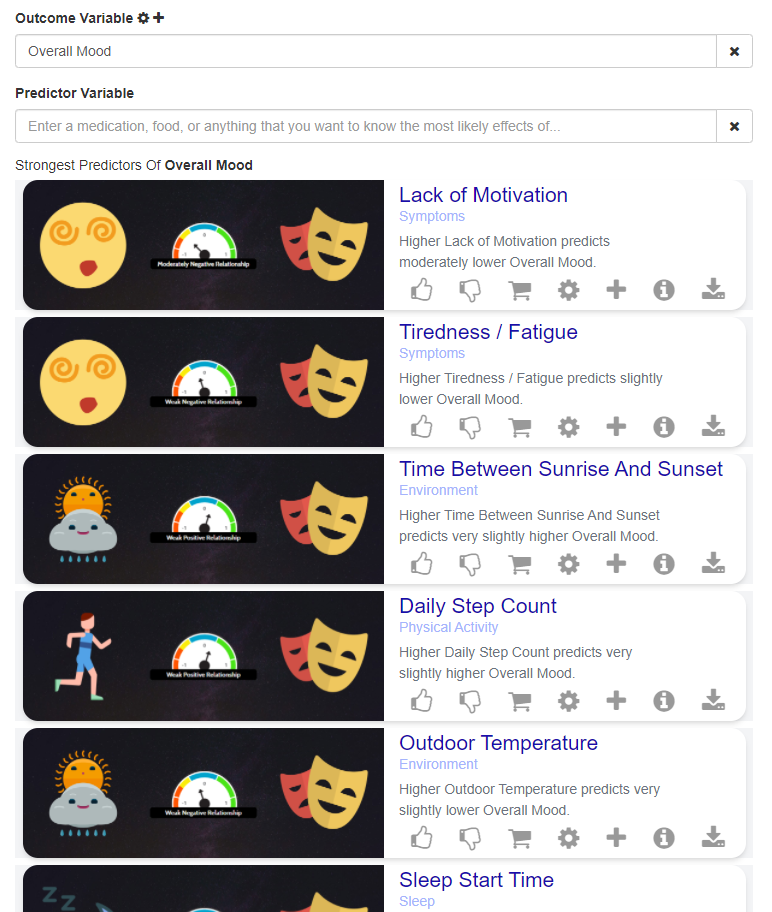 Outcome Variable
Overall Mood
Predictor Variable
Enter a medication, food, or anything that you want to know the most likely effects of...
Strongest Predictors Of Overall Mood
Moderately Negative Relationship
Lack of Motivation
Symptoms
Higher Lack of Motivation predicts
moderately lower Overall Mood.
Weak Negative Relationship
Tiredness / Fatigue
Symptoms
Higher Tiredness / Fatigue predicts slightly
lower Overall Mood.
Weak Positive Relationship
Time Between Sunrise And Sunset
Environment
Higher Time Between Sunrise And Sunset
predicts very slightly higher Overall Mood.
Weak Positive Relationship
Daily Step Count
Physical Activity
Higher Daily Step Count predicts very
slightly higher Overall Mood.
Weak Negative Relationship
Outdoor Temperature
Environment
Higher Outdoor Temperature predicts very
slightly lower Overall Mood.
z z
Sleep Start Time
Sleep